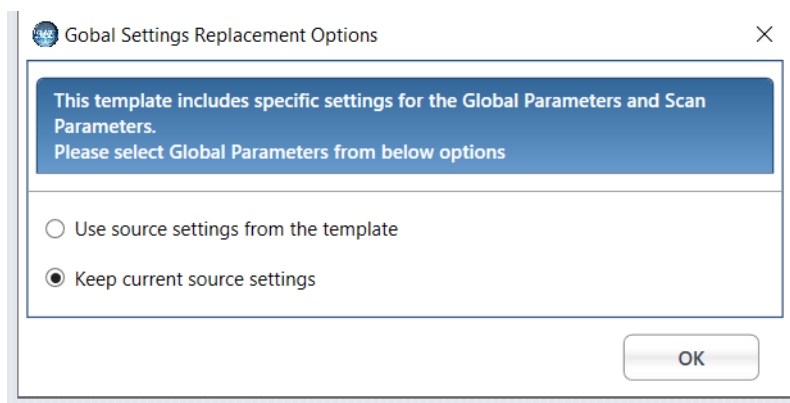 Gobal Settings Replacement Options
This template includes specific settings for the Global Parameters and Scan
Parameters.
Please select Global Parameters from below options
Use source settings from the template
Keep current source settings
OK